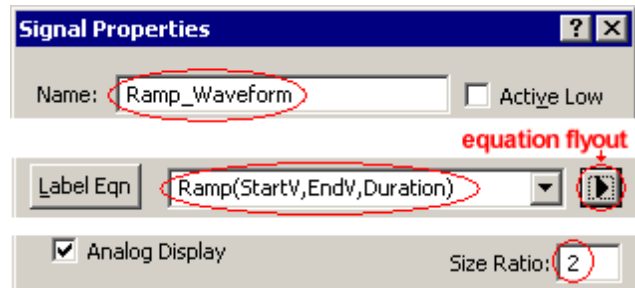 Signal Properties
Name: Ramp_Waveform Active Low
equation flyout
Label Eqn Ramp(StartV,EndV,Duration)
Analog Display Size Ratio: 2